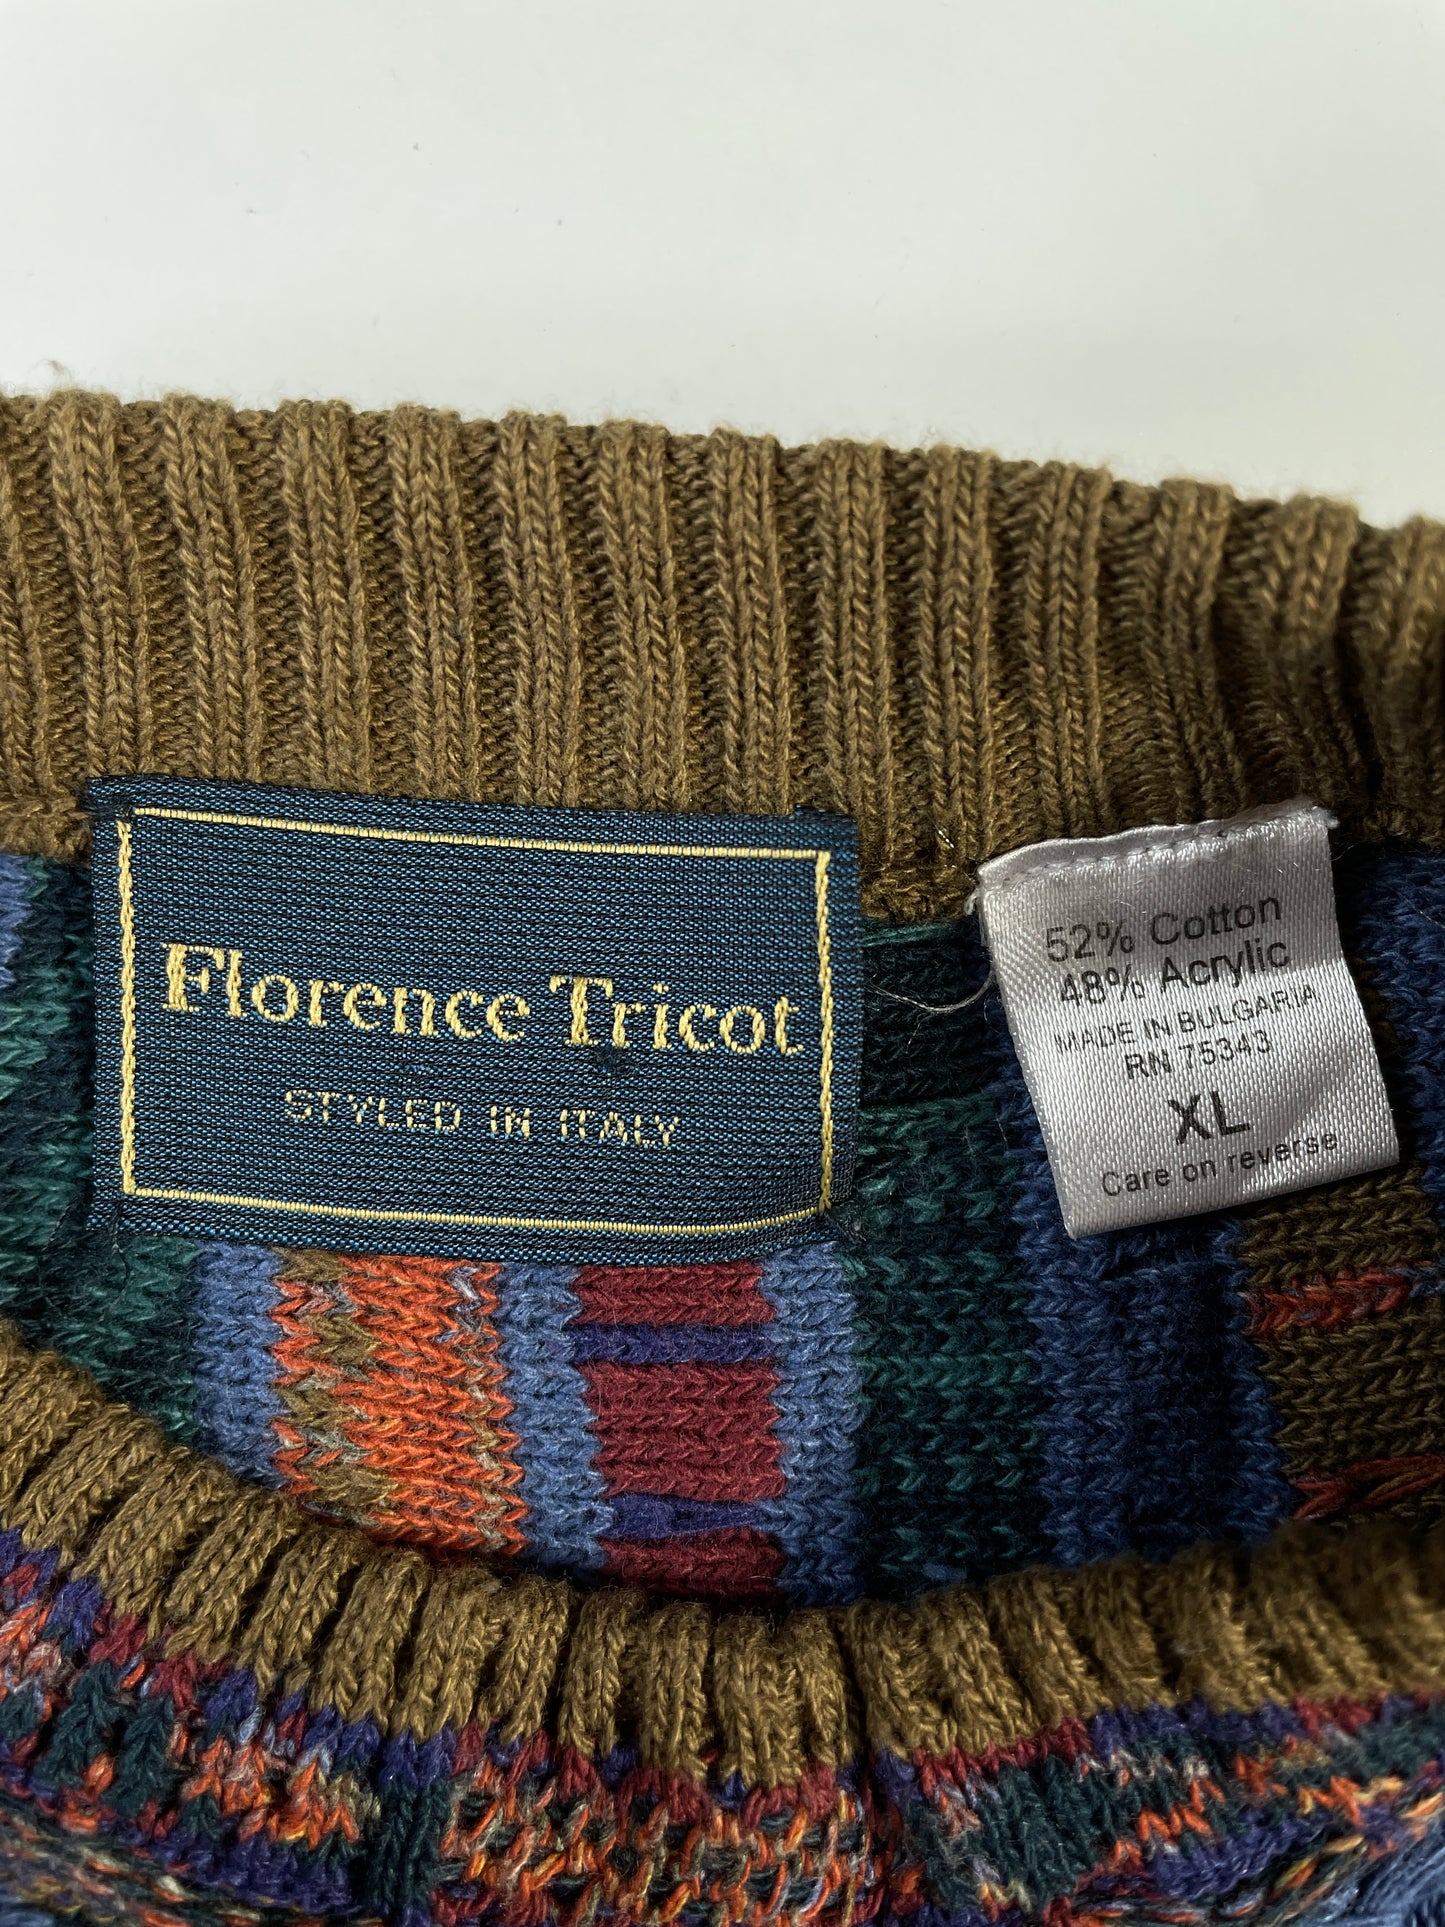 Florence Tricot
STYLED IN ITALY
52% Cotton
48% Acrylic
MADE IN BULGARIA
RN 75343
XL
Care on reverse